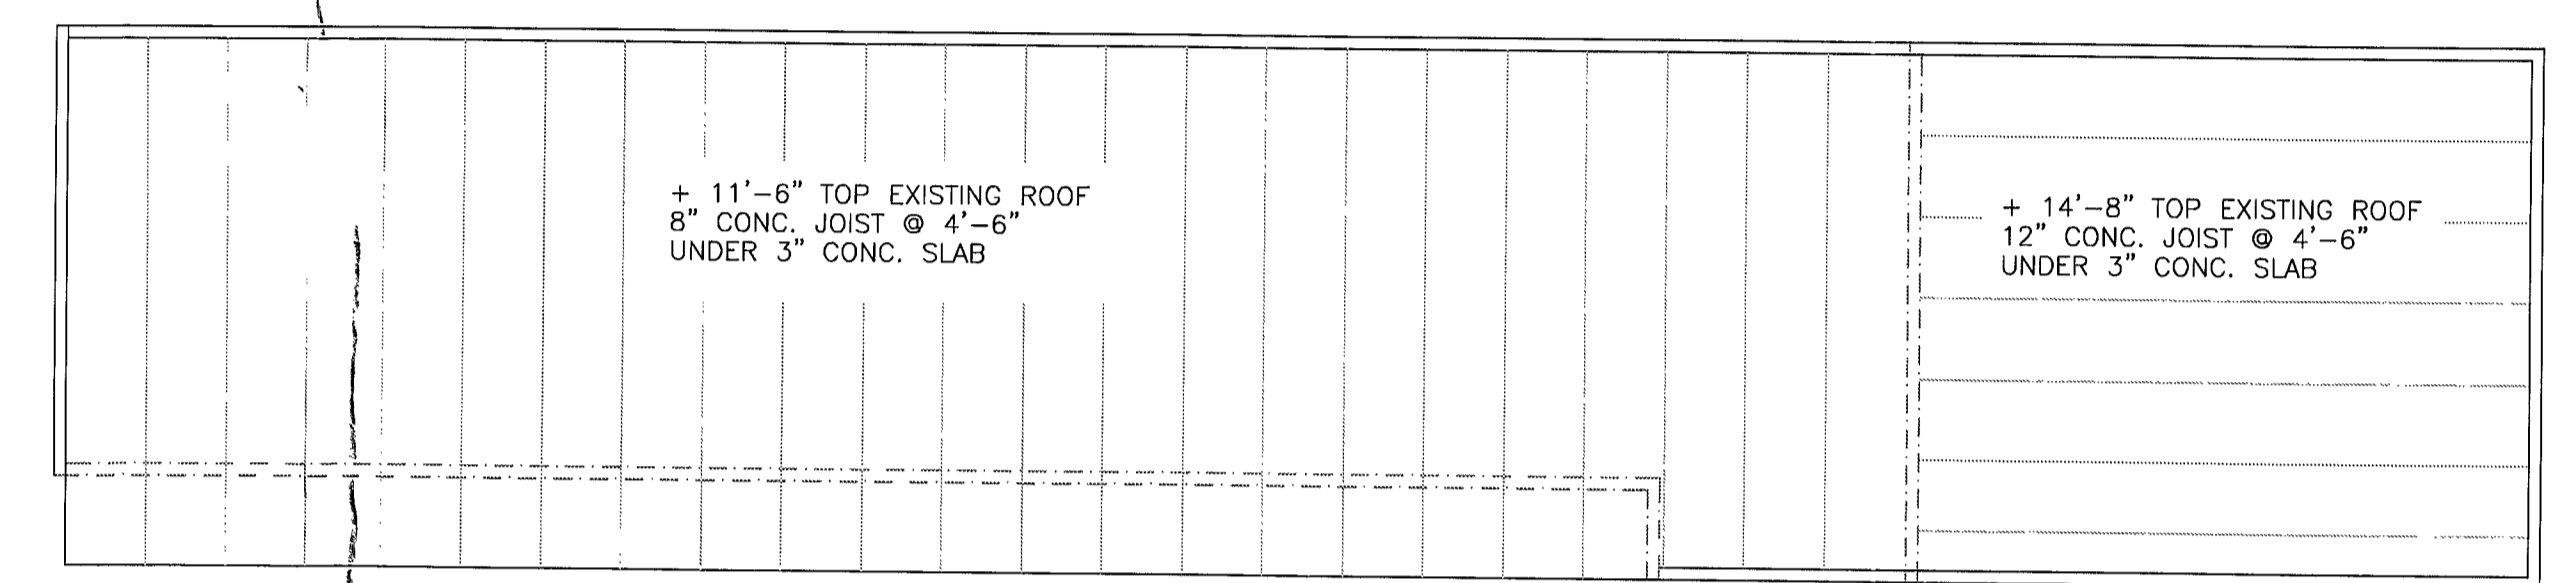 + 11'-6" TOP EXISTING ROOF
8" CONC. JOIST @ 4'-6"
UNDER 3" CONC. SLAB
+ 14'-8" TOP EXISTING ROOF
12" CONC. JOIST @ 4'-6"
UNDER 3" CONC. SLAB